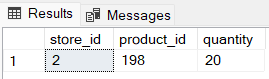 Results Messages
store_id product_id quantity
1 2 198 20